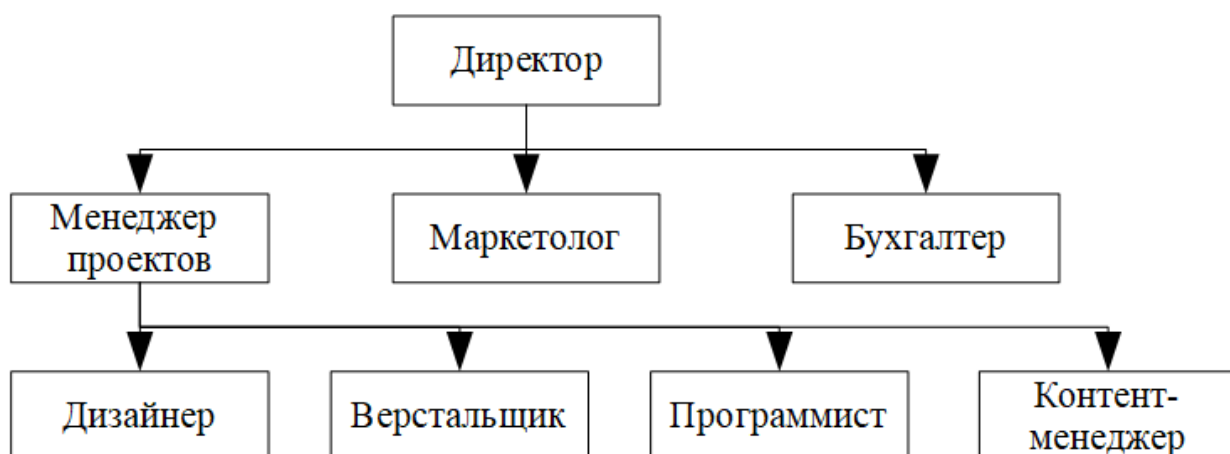 Директор
Менеджер
проектов
Маркетолог
Бухгалтер
Дизайнер
Верстальщик
Программист
Контент-
менеджер